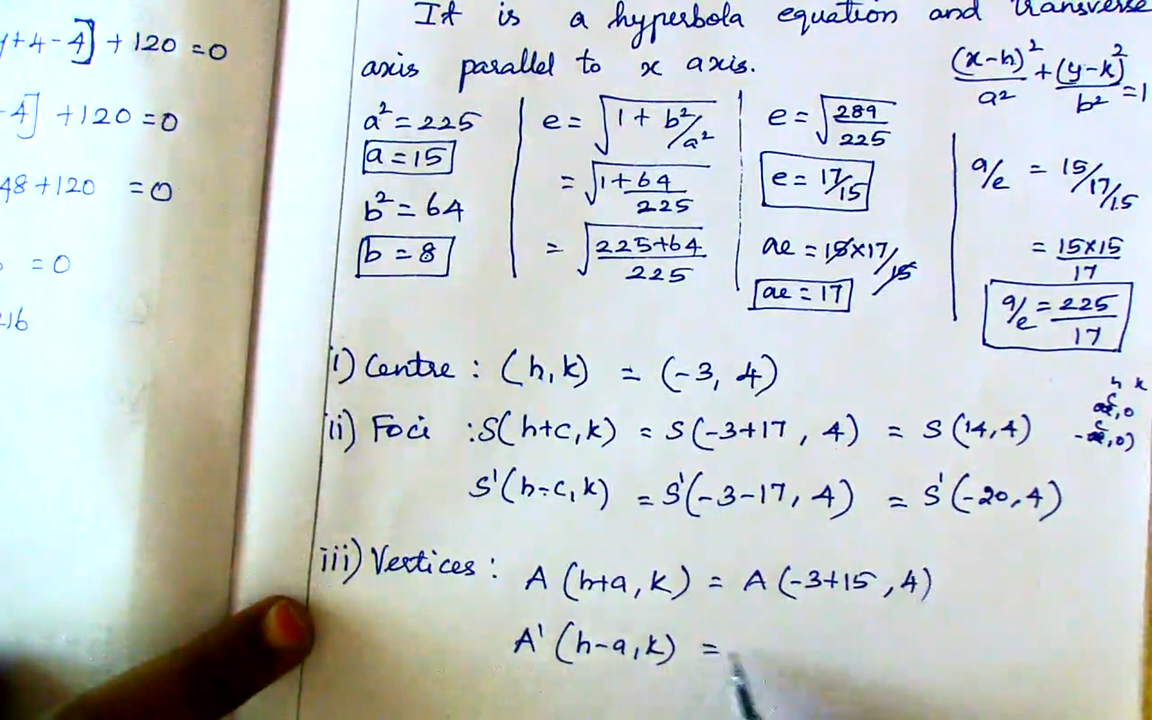 y+4-4] + 120 = 0
-4] + 120 = 0
48 + 120 = 0
= 0
216
It is a hyperbola equation and transverse
axis parallel to x axis.
(x-h)²/a² + (y-k)²/b² = 1
a² = 225
a = 15
b² = 64
b = 8
e = √(1 + b²/a²)
= √(1+64/225)
= √(225+64/225)
e = √(289/225)
e = 17/15
ae = 15×17/15
ae = 17
a/e = 15/17/15
= 15×15/17
a/e = 225/17
i) Centre : (h,k) = (-3, 4)
h k
ii) Foci : S(h+c, k) = S(-3+17, 4) = S(14,4)
S'(h-c, k) = S'(-3-17, 4) = S'(-20, 4)
iii) Vertices : A (h+a, k) = A (-3+15, 4)
A' (h-a, k) =